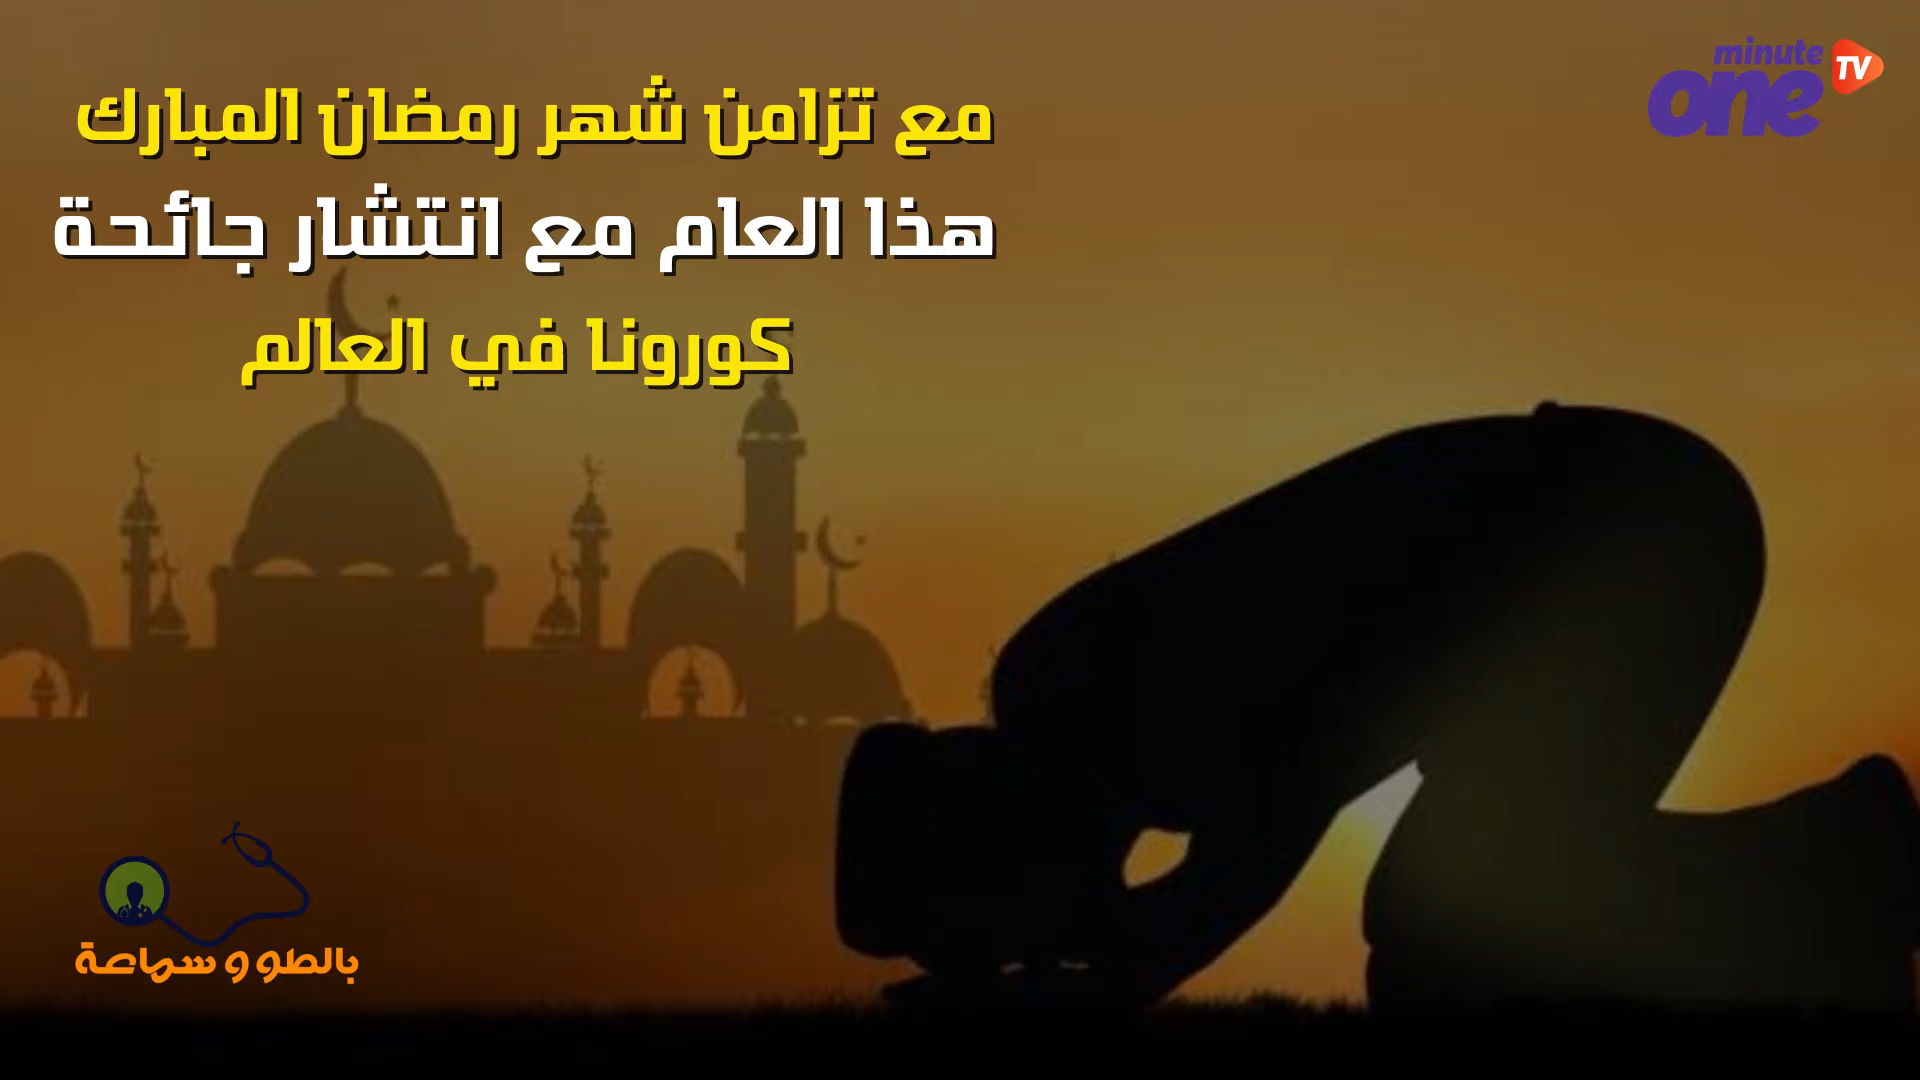 مع تزامن شهر رمضان المبارك
هذا العام مع انتشار جائحة
كورونا في العالم
minute
one TV
بالطو و سماعة